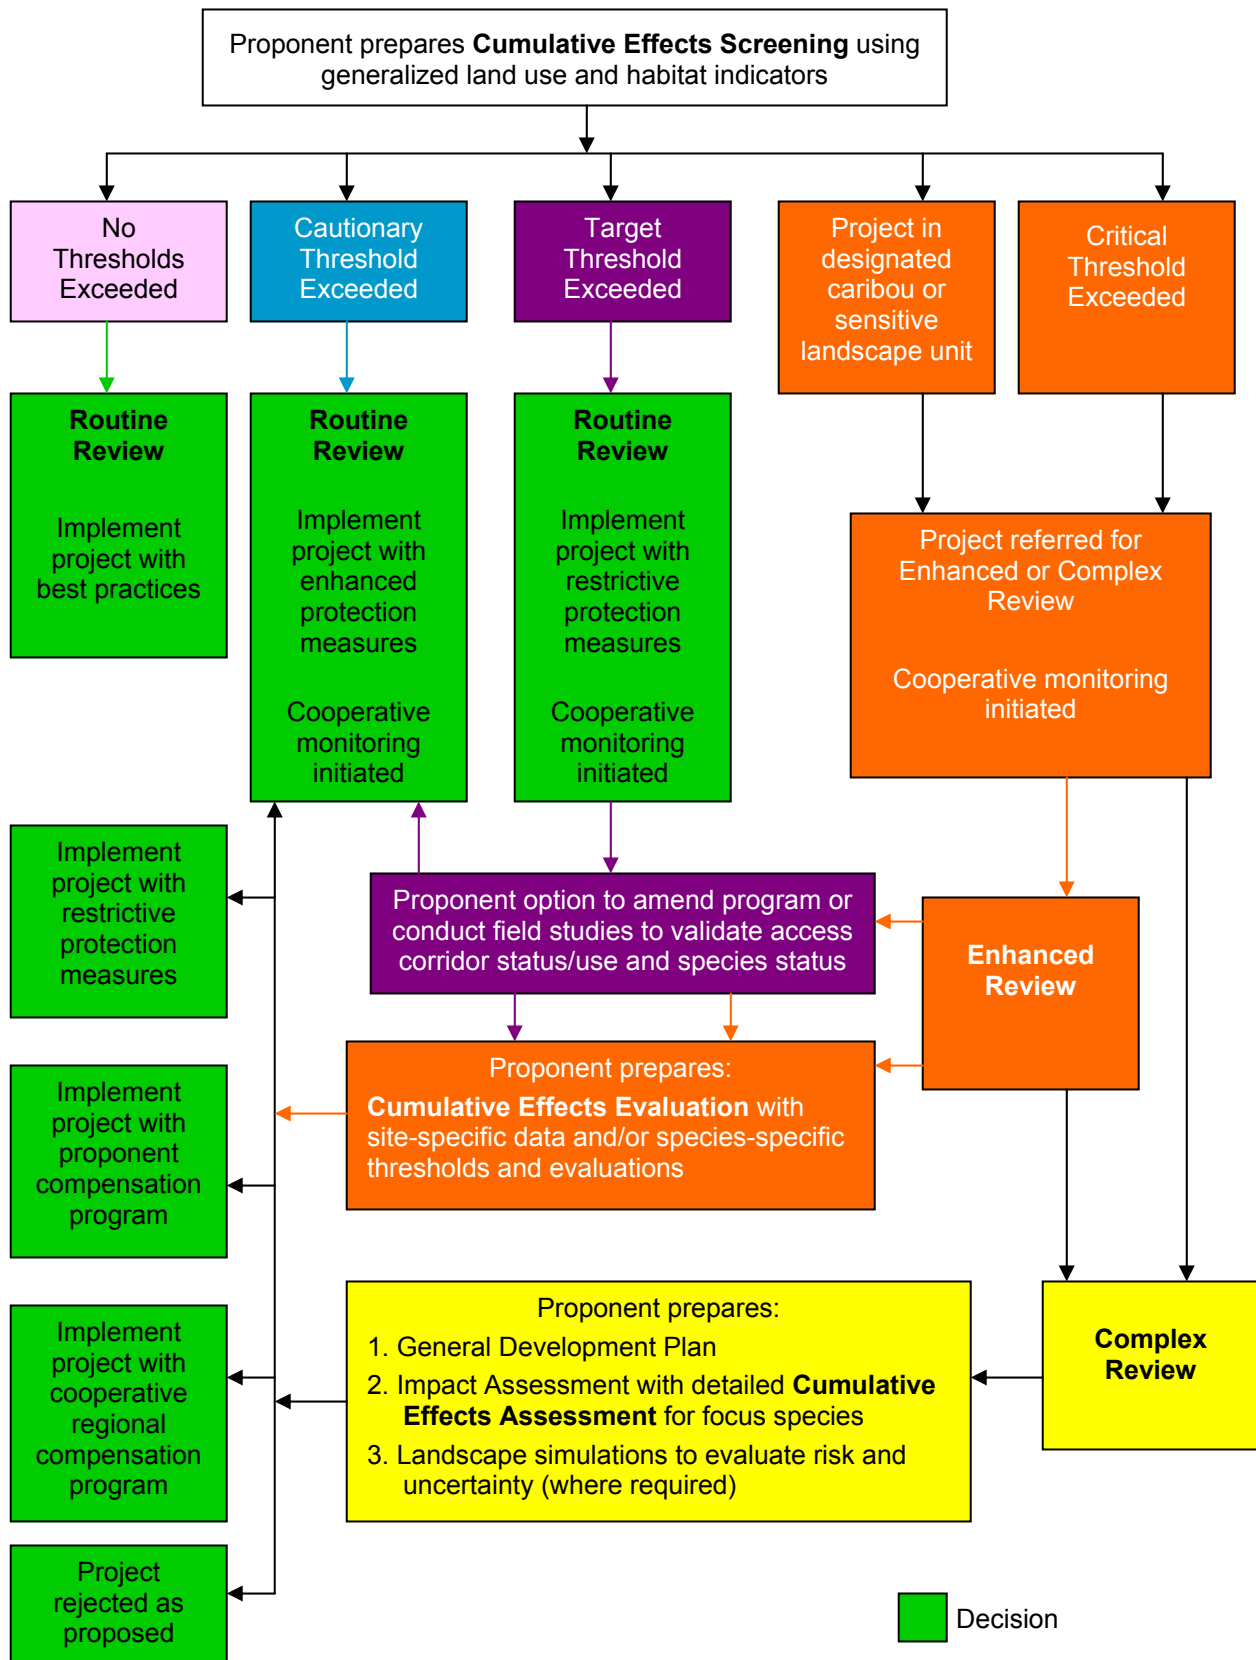 Proponent prepares Cumulative Effects Screening using
generalized land use and habitat indicators
No
Thresholds
Exceeded
Cautionary
Threshold
Exceeded
Target
Threshold
Exceeded
Project in
designated
caribou or
sensitive
landscape unit
Critical
Threshold
Exceeded
Routine
Review
Implement
project with
best practices
Routine
Review
Implement
project with
enhanced
protection
measures
Cooperative
monitoring
initiated
Routine
Review
Implement
project with
restrictive
protection
measures
Cooperative
monitoring
initiated
Project referred for
Enhanced or Complex
Review
Cooperative monitoring
initiated
Implement
project with
restrictive
protection
measures
Proponent option to amend program or
conduct field studies to validate access
corridor status/use and species status
Enhanced
Review
Implement
project with
proponent
compensation
program
Proponent prepares:
Cumulative Effects Evaluation with
site-specific data and/or species-specific
thresholds and evaluations
Implement
project with
cooperative
regional
compensation
program
Proponent prepares:
1. General Development Plan
2. Impact Assessment with detailed Cumulative
Effects Assessment for focus species
3. Landscape simulations to evaluate risk and
uncertainty (where required)
Complex
Review
Project
rejected as
proposed
Decision